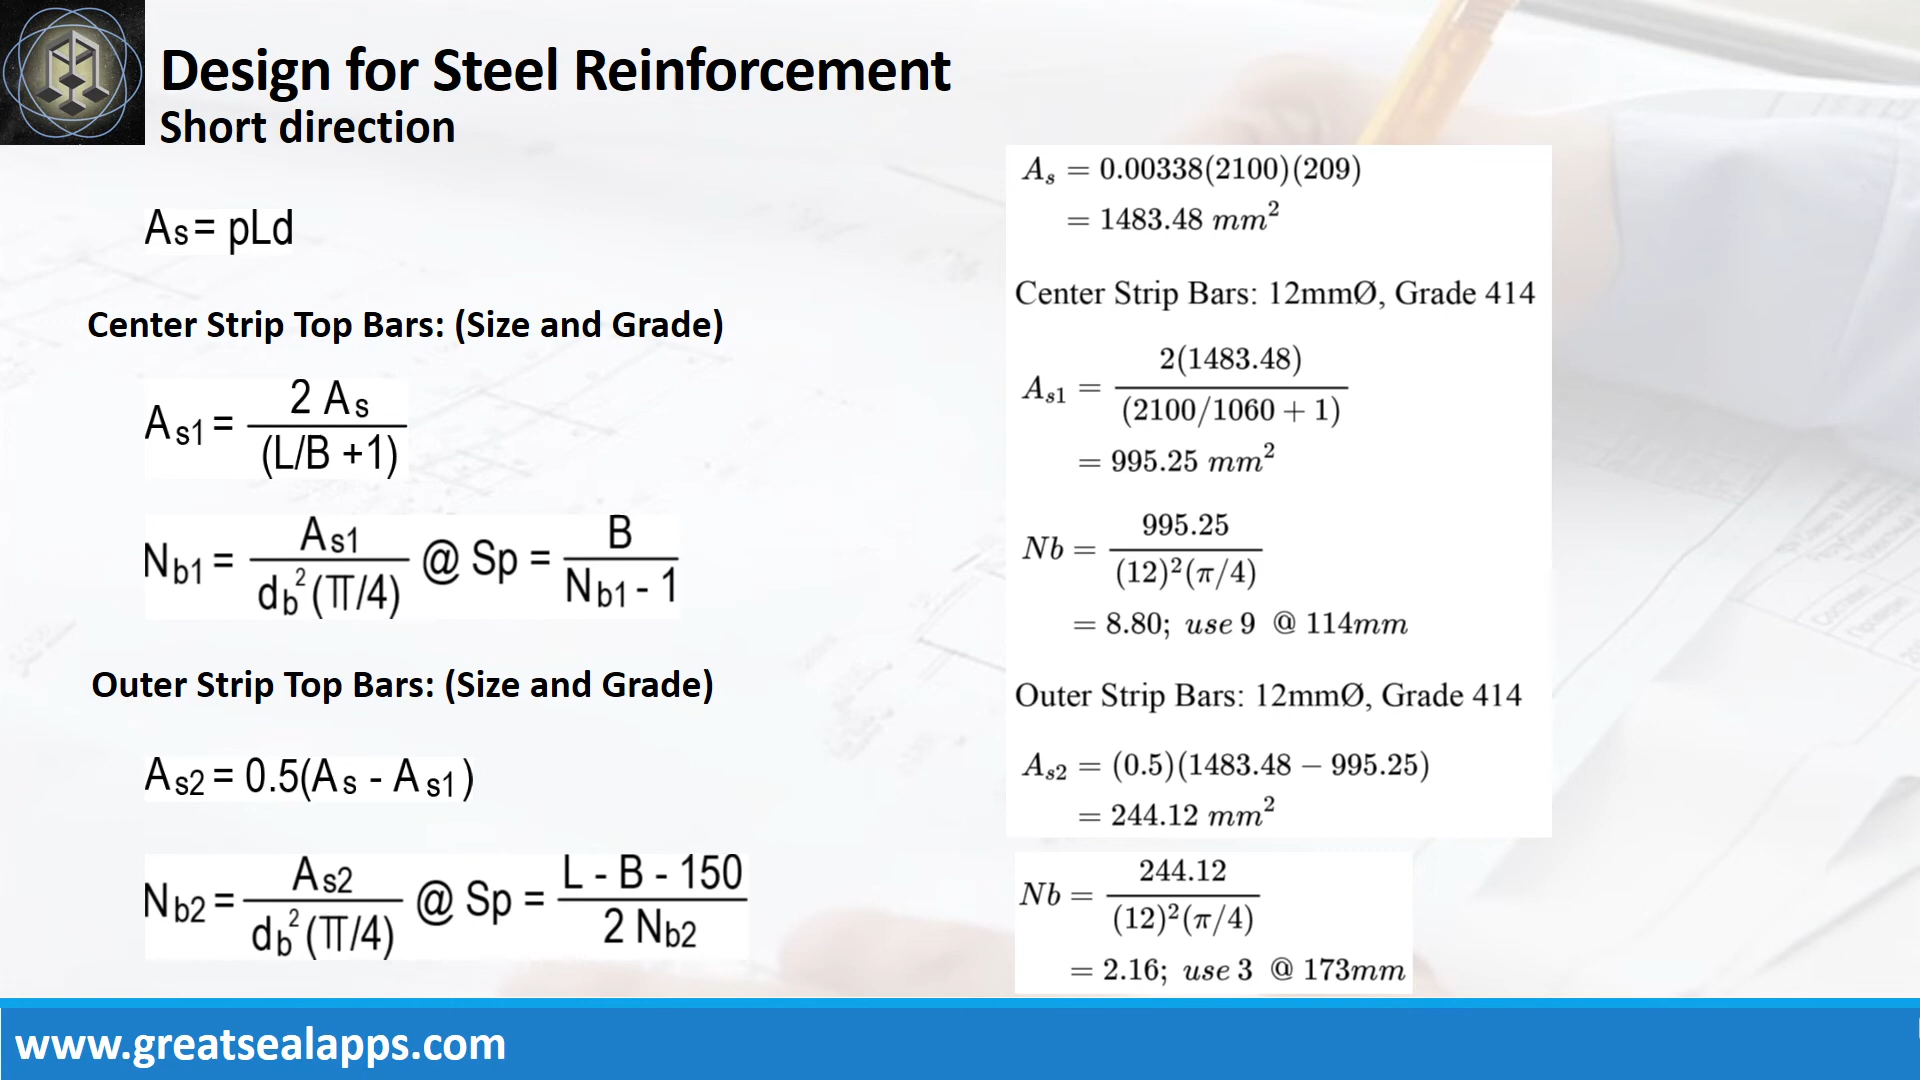 Design for Steel Reinforcement
Short direction
As = pLd
Center Strip Top Bars: (Size and Grade)
As1 = 2 As / (L/B +1)
Nb1 = As1 / db²(π/4) @ Sp = B / Nb1 - 1
Outer Strip Top Bars: (Size and Grade)
As2 = 0.5(As - As1)
Nb2 = As2 / db²(π/4) @ Sp = L - B - 150 / 2 Nb2
As = 0.00338(2100)(209)
= 1483.48 mm²
Center Strip Bars: 12mmØ, Grade 414
As1 = 2(1483.48) / (2100/1060 + 1)
= 995.25 mm²
Nb = 995.25 / (12)²(π/4)
= 8.80; use 9 @ 114mm
Outer Strip Bars: 12mmØ, Grade 414
As2 = (0.5)(1483.48 − 995.25)
= 244.12 mm²
Nb = 244.12 / (12)²(π/4)
= 2.16; use 3 @ 173mm
www.greatsealapps.com